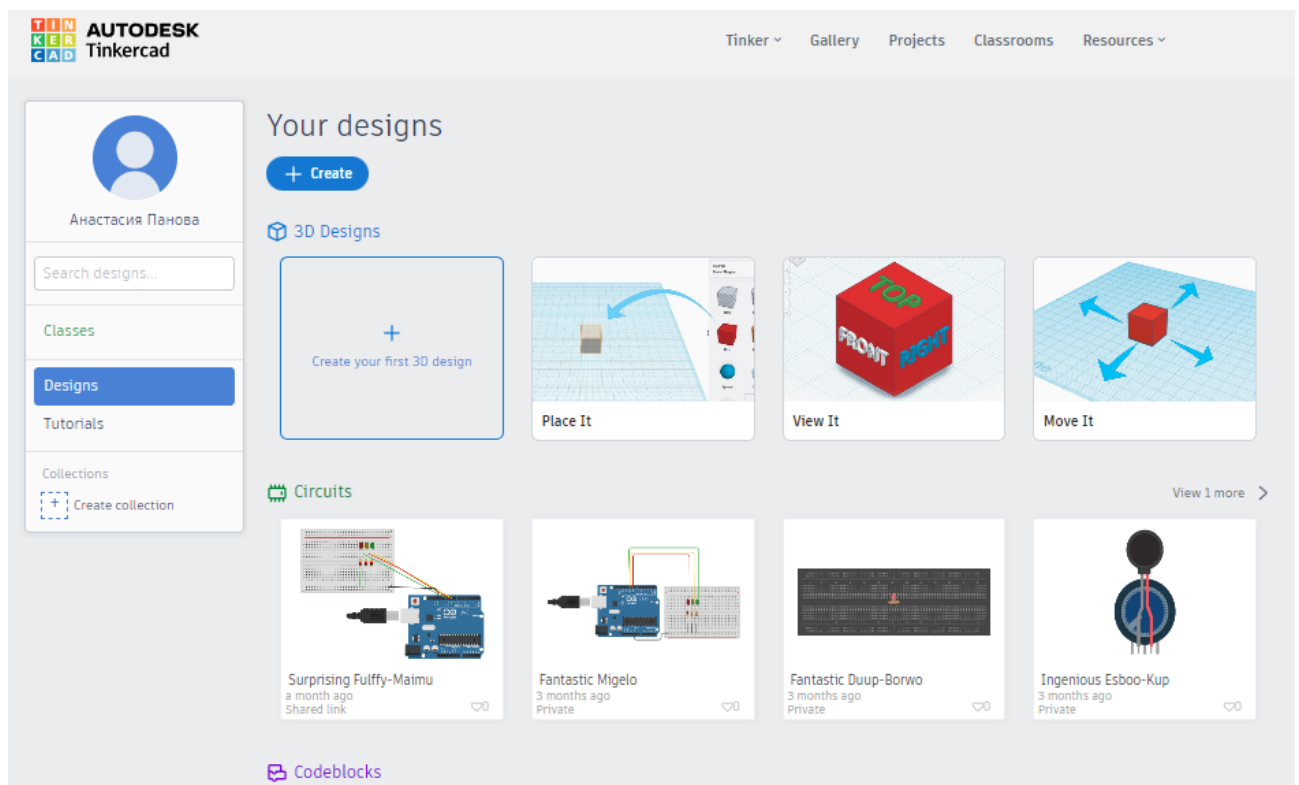 TINKERCAD
AUTODESK
Tinkercad
Tinker
Gallery
Projects
Classrooms
Resources
Анастасия Панова
Search designs...
Classes
Designs
Tutorials
Collections
+ Create collection
Your designs
+ Create
3D Designs
+
Create your first 3D design
Place It
TOP
FRONT RIGHT
View It
Move It
Circuits
View 1 more
Surprising Fulffy-Maimu
a month ago
Shared link
0
Fantastic Migelo
3 months ago
Private
0
Fantastic Duup-Borwo
3 months ago
Private
0
Ingenious Esboo-Kup
3 months ago
Private
0
Codeblocks